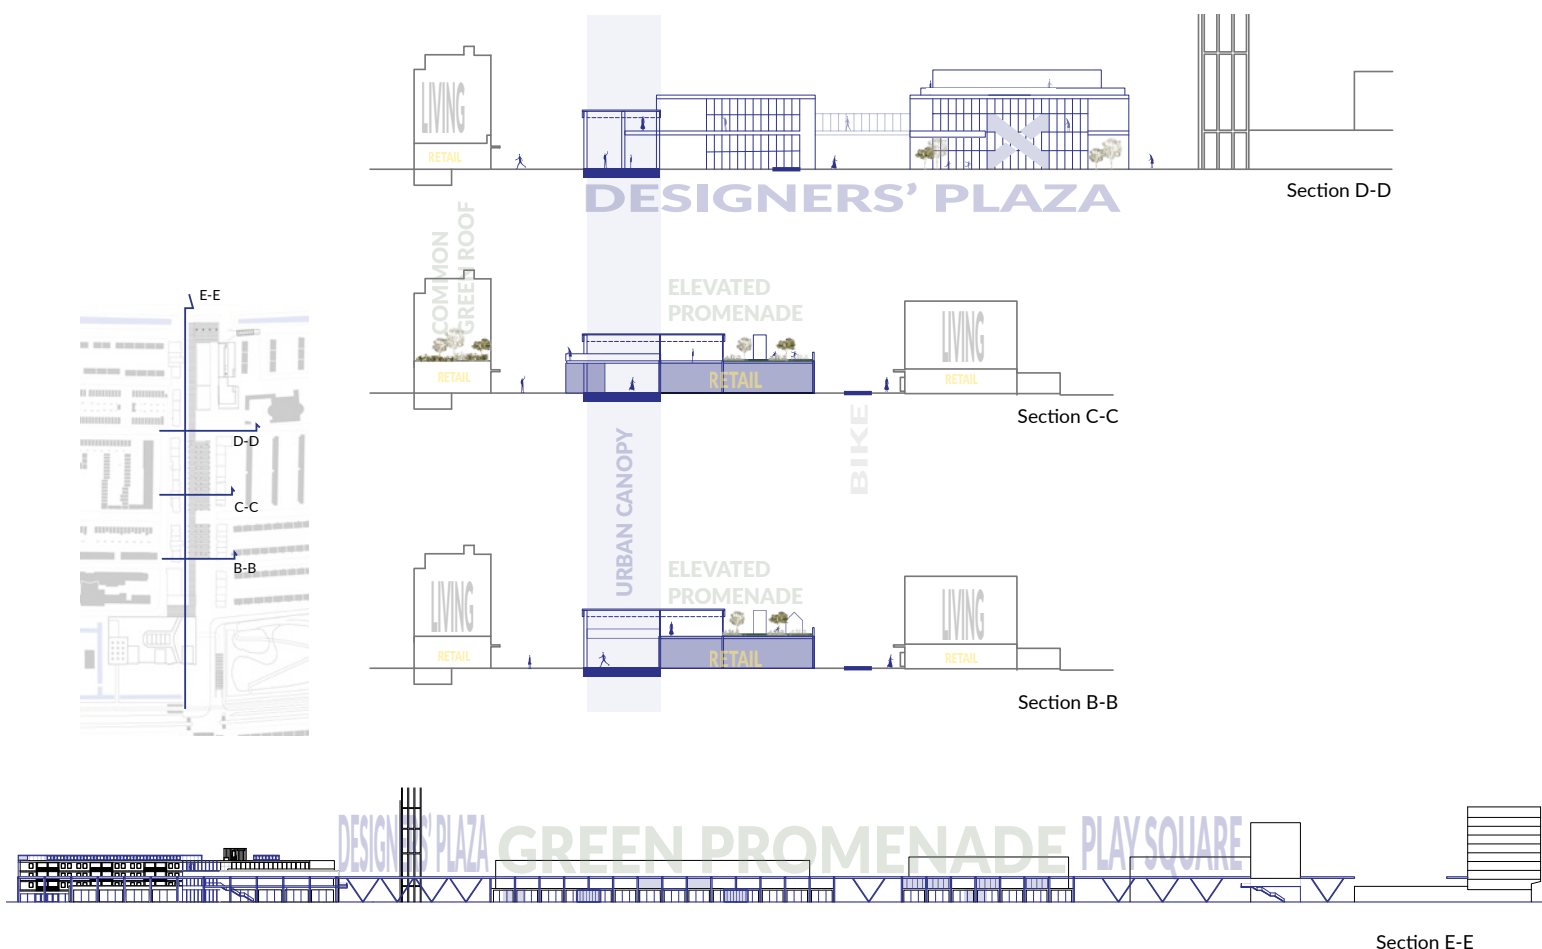 LIVING
RETAIL
DESIGNERS' PLAZA
Section D-D
COMMON
GREEN ROOF
RETAIL
ELEVATED
PROMENADE
RETAIL
LIVING
RETAIL
Section C-C
BIKE
URBAN CANOPY
E-E
D-D
C-C
B-B
LIVING
RETAIL
ELEVATED
PROMENADE
RETAIL
LIVING
RETAIL
Section B-B
DESIGNERS' PLAZA
GREEN PROMENADE
PLAY SQUARE
Section E-E